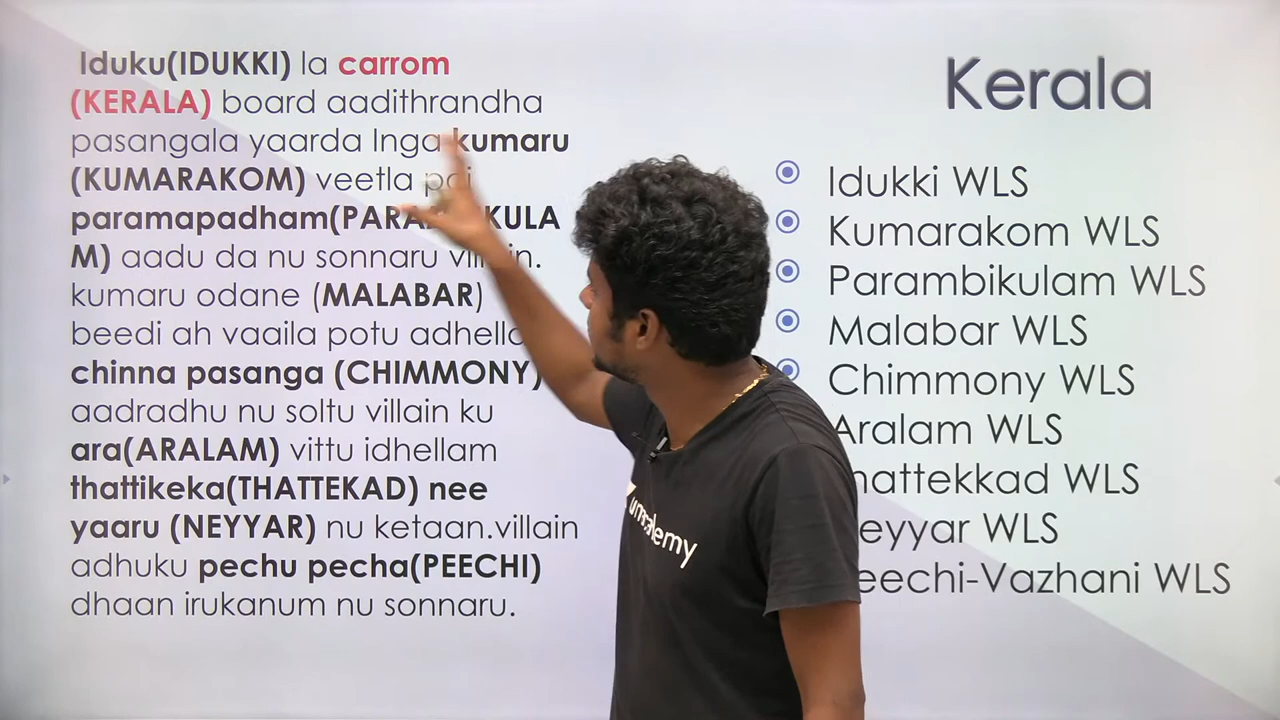 Iduku(IDUKKI) la carrom
(KERALA) board aadithrandha
pasangala yaarda Inga kumaru
(KUMARAKOM) veetla
KULA
M) aadu da nu sonnaru
kumaru odane (MALABAR)
beedi ah vaaila potu
chinna pasanga (CHIMMONY)
aadradhu nu soltu villain ku
ara(ARALAM) vittu idhellam
thattikeka(THATTEKAD) nee
yaaru (NEYYAR) nu ketaan.villain
adhuku pechu pecha(PEECHI)
dhaan irukanum nu sonnaru.
Kerala
Idukki WLS
Kumarakom WLS
Parambikulam WLS
Malabar WLS
Chimmony WLS
Aralam WLS
hattekkad WLS
eyyar WLS
eechi-Vazhani WLS